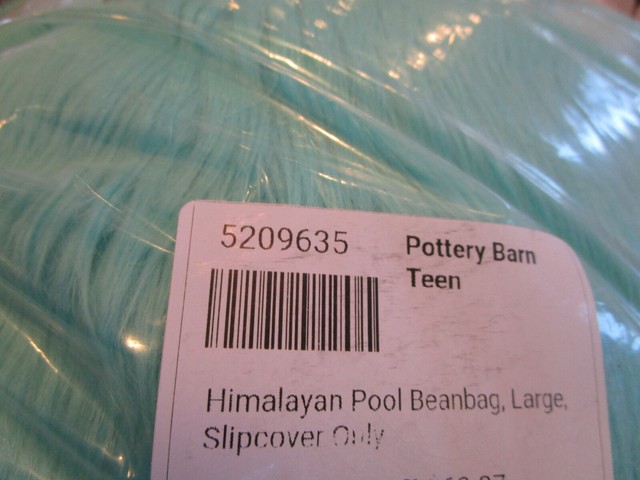 5209635
Pottery Barn
Teen
Himalayan Pool Beanbag, Large,
Slipcover Only